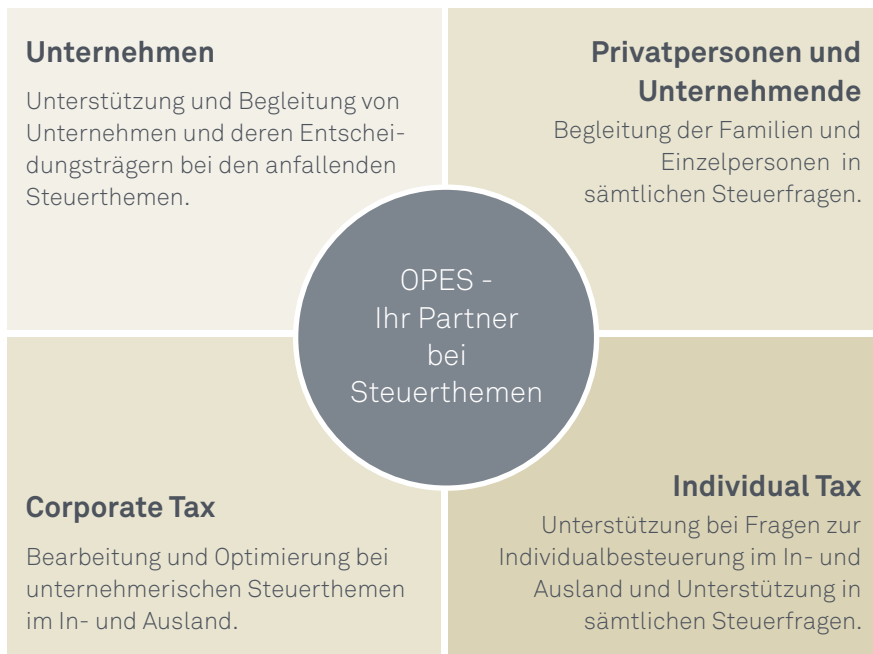 Unternehmen
Unterstützung und Begleitung von
Unternehmen und deren Entschei-
dungsträgern bei den anfallenden
Steuerthemen.
Privatpersonen und
Unternehmende
Begleitung der Familien und
Einzelpersonen in
sämtlichen Steuerfragen.
OPES -
Ihr Partner
bei
Steuerthemen
Corporate Tax
Bearbeitung und Optimierung bei
unternehmerischen Steuerthemen
im In- und Ausland.
Individual Tax
Unterstützung bei Fragen zur
Individualbesteuerung im In- und
Ausland und Unterstützung in
sämtlichen Steuerfragen.